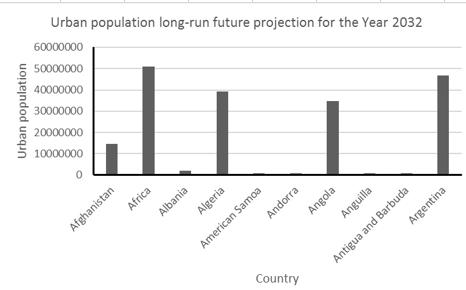 Urban population long-run future projection for the Year 2032
Urban population
60000000
50000000
40000000
30000000
20000000
10000000
0
Afghanistan
Africa
Albania
Algeria
American Samoa
Andorra
Angola
Anguilla
Antigua and Barbuda
Argentina
Country